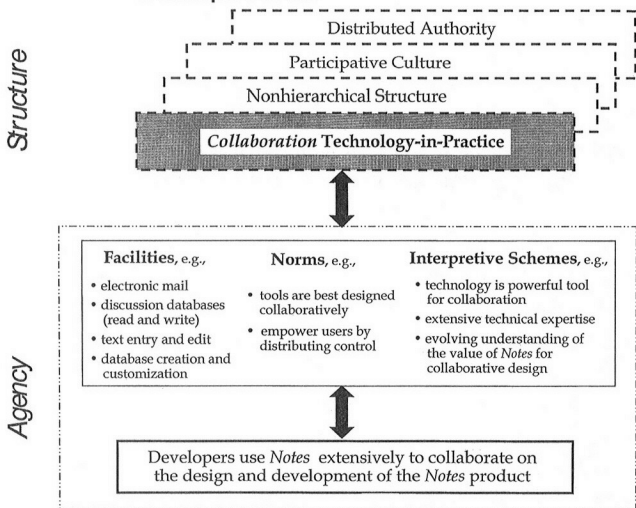 Structure
Distributed Authority
Participative Culture
Nonhierarchical Structure
Collaboration Technology-in-Practice
Agency
Facilities, e.g.,
• electronic mail
• discussion databases
(read and write)
• text entry and edit
• database creation and
customization
Norms, e.g.,
• tools are best designed
collaboratively
• empower users by
distributing control
Interpretive Schemes, e.g.,
• technology is powerful tool
for collaboration
• extensive technical expertise
• evolving understanding of
the value of Notes for
collaborative design
Developers use Notes extensively to collaborate on
the design and development of the Notes product